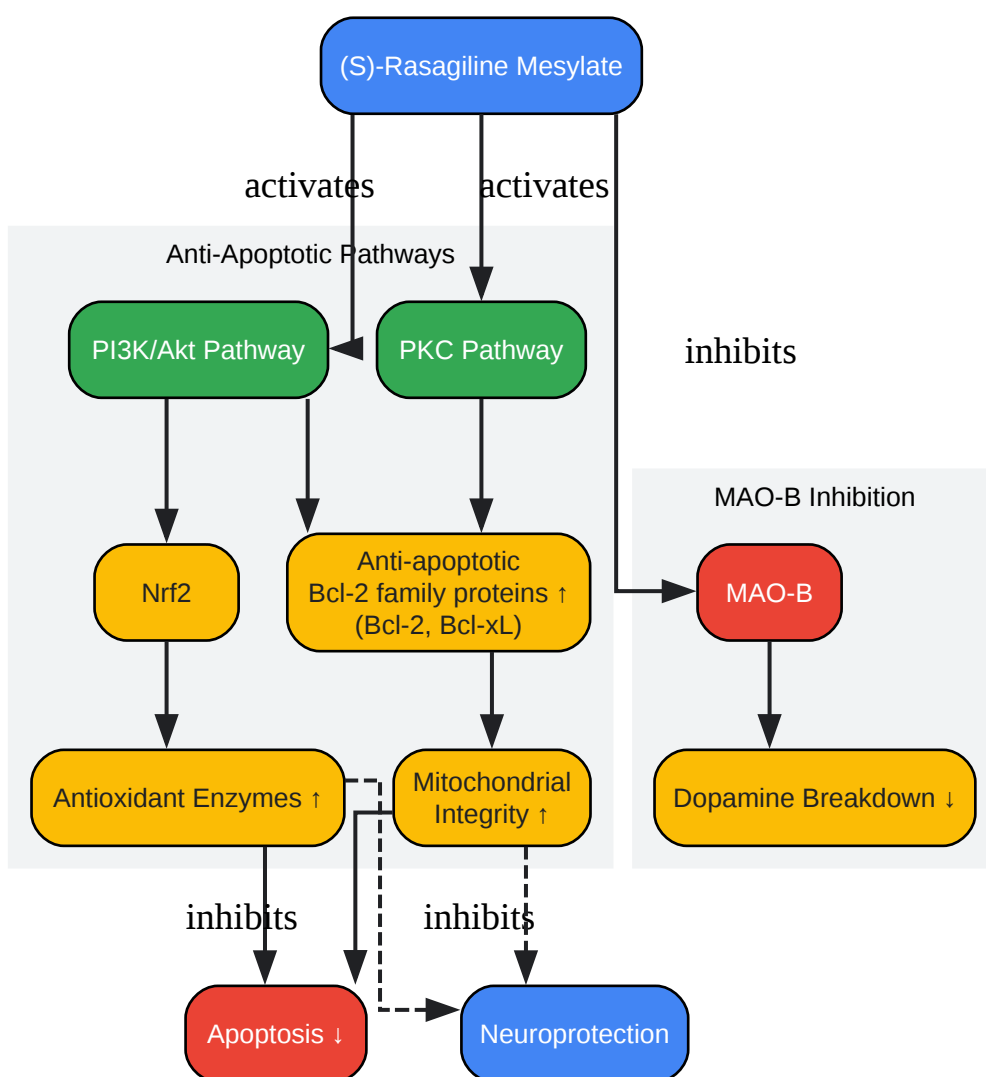 (S)-Rasagiline Mesylate
activates
activates
Anti-Apoptotic Pathways
PI3K/Akt Pathway
PKC Pathway
inhibits
MAO-B Inhibition
Nrf2
Anti-apoptotic
Bcl-2 family proteins ↑
(Bcl-2, Bcl-xL)
MAO-B
Antioxidant Enzymes ↑
Mitochondrial
Integrity ↑
Dopamine Breakdown ↓
inhibits
inhibits
Apoptosis ↓
Neuroprotection